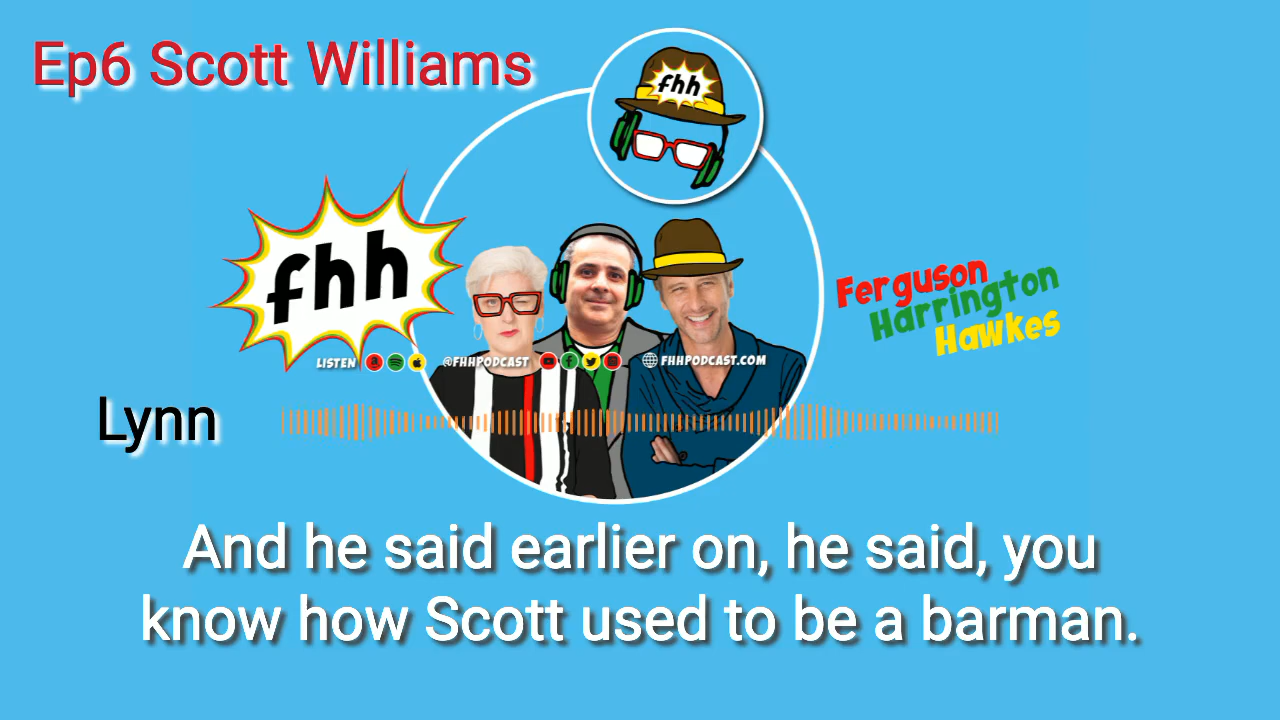 Ep6 Scott Williams
fhh
fhh
Ferguson
Harrington
Hawkes
LISTEN @FHHPODCAST FHHPODCAST.COM
Lynn
And he said earlier on, he said, you
know how Scott used to be a barman.